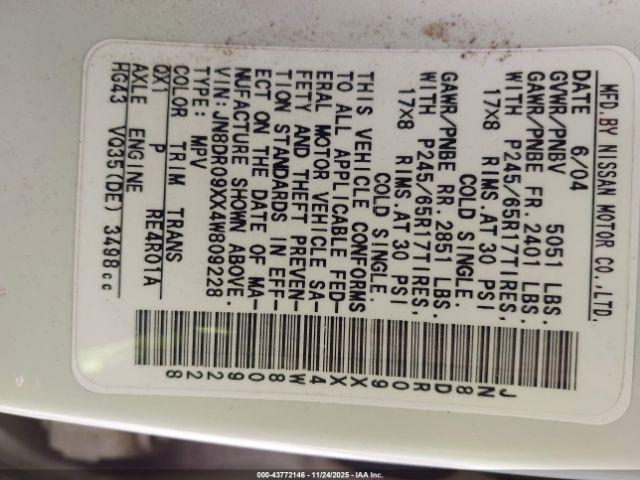 MFD.BY NISSAN MOTOR CO.,LTD.
DATE 6/04
GVWR/PNBV 5051 LBS.
GAWR/PNBE FR.2401 LBS.
WITH P245/65R17TIRES,
17X8 RIMS.AT 30 PSI
COLD SINGLE.
GAWR/PNBE RR.2851 LBS.
WITH P245/65R17TIRES,
17X8 RIMS.AT 30 PSI
COLD SINGLE.
THIS VEHICLE CONFORMS
TO ALL APPLICABLE FED-
ERAL MOTOR VEHICLE SA-
FETY AND THEFT PREVEN-
TION STANDARDS IN EFF-
ECT ON THE DATE OF MA-
NUFACTURE SHOWN ABOVE.
VIN:JN8DR09XX4W809228
TYPE: MPV
COLOR TRIM TRANS
QX1 P RE4R01A
AXLE ENGINE
HG43 VQ35(DE) 3498cc
JN8DR09XX4W809228
000-43772146 - 11/24/2025 - IAA Inc.